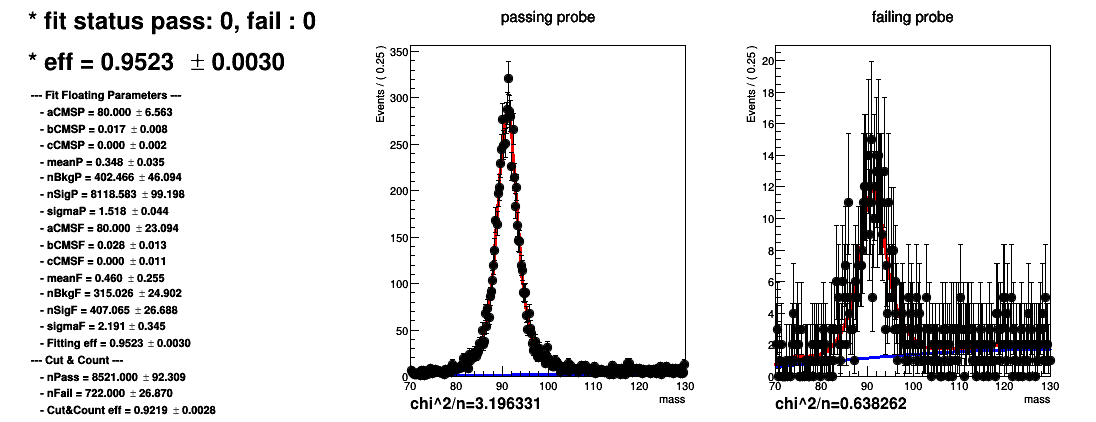 * fit status pass: 0, fail : 0
* eff = 0.9523 ± 0.0030
--- Fit Floating Parameters ---
- aCMSP = 80.000 ± 6.563
- bCMSP = 0.017 ± 0.008
- cCMSP = 0.000 ± 0.002
- meanP = 0.348 ± 0.035
- nBkgP = 402.466 ± 46.094
- nSigP = 8118.583 ± 99.198
- sigmaP = 1.518 ± 0.044
- aCMSF = 80.000 ± 23.094
- bCMSF = 0.028 ± 0.013
- cCMSF = 0.000 ± 0.011
- meanF = 0.460 ± 0.255
- nBkgF = 315.026 ± 24.902
- nSigF = 407.065 ± 26.688
- sigmaF = 2.191 ± 0.345
- Fitting eff = 0.9523 ± 0.0030
--- Cut & Count ---
- nPass = 8521.000 ± 92.309
- nFail = 722.000 ± 26.870
- Cut&Count eff = 0.9219 ± 0.0028
passing probe
Events / ( 0.25 )
350
300
250
200
150
100
50
0
70 80 90 100 110 120 130
mass
chi^2/n=3.196331
failing probe
Events / ( 0.25 )
20
18
16
14
12
10
8
6
4
2
0
70 80 90 100 110 120 130
mass
chi^2/n=0.638262